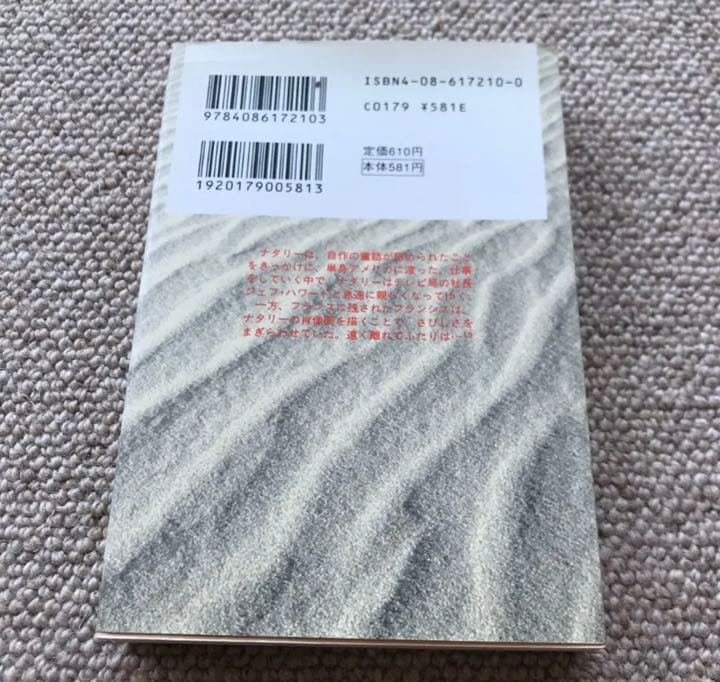 ISBN4-08-617210-0
C0179 ¥581E
9784086172103
定価610円
本体581円
1920179005813
ナタリーは、自作の童話が認められたこと
をきっかけに、単身アメリカに渡った。仕事
をしていく中で、ナタリーはテレビ局の社長
ジェフ・ハワードと急速に親しくなってゆく。
一方、フランスに残されたフランシスは、
ナタリーの肖像画を描くことで、さびしさを
まぎらわせていた。遠く離れてふたりは…!?